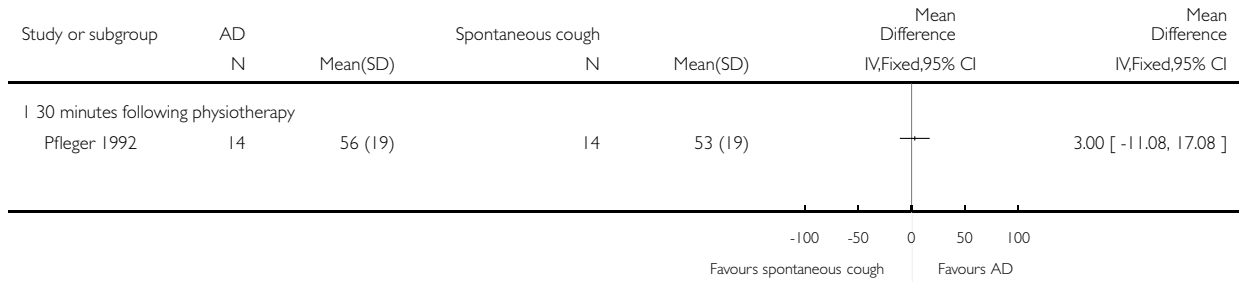 Study or subgroup AD Spontaneous cough Mean Difference Mean Difference
N Mean(SD) N Mean(SD) IV,Fixed,95% CI IV,Fixed,95% CI
1 30 minutes following physiotherapy
Pfleger 1992 14 56 (19) 14 53 (19) 3.00 [ -11.08, 17.08 ]
-100 -50 0 50 100
Favours spontaneous cough Favours AD